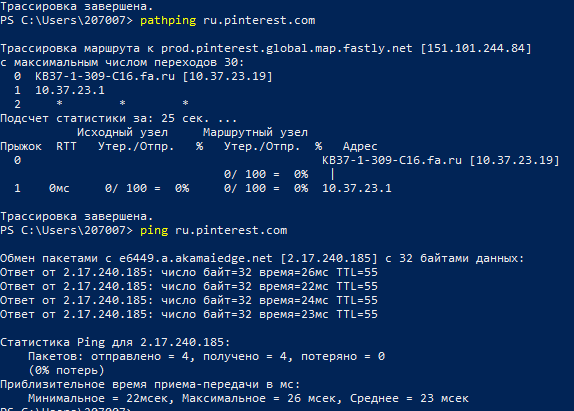 Трассировка завершена.
PS C:\Users\207007> pathping ru.pinterest.com
Трассировка маршрута к prod.pinterest.global.map.fastly.net [151.101.244.84]
с максимальным числом переходов 30:
0 KB37-1-309-C16.fa.ru [10.37.23.19]
1 10.37.23.1
2 * * *
Подсчет статистики за: 25 сек. ...
Исходный узел Маршрутный узел
Прыжок RTT Утер./Отпр. % Утер./Отпр. % Адрес
0 KB37-1-309-C16.fa.ru [10.37.23.19]
0/ 100 = 0% |
1 0мс 0/ 100 = 0% 0/ 100 = 0% 10.37.23.1
Трассировка завершена.
PS C:\Users\207007> ping ru.pinterest.com
Обмен пакетами с e6449.a.akamaiedge.net [2.17.240.185] с 32 байтами данных:
Ответ от 2.17.240.185: число байт=32 время=26мс TTL=55
Ответ от 2.17.240.185: число байт=32 время=22мс TTL=55
Ответ от 2.17.240.185: число байт=32 время=24мс TTL=55
Ответ от 2.17.240.185: число байт=32 время=23мс TTL=55
Статистика Ping для 2.17.240.185:
Пакетов: отправлено = 4, получено = 4, потеряно = 0
(0% потерь)
Приблизительное время приема-передачи в мс:
Минимальное = 22мсек, Максимальное = 26 мсек, Среднее = 23 мсек
PS C:\Users\207007>